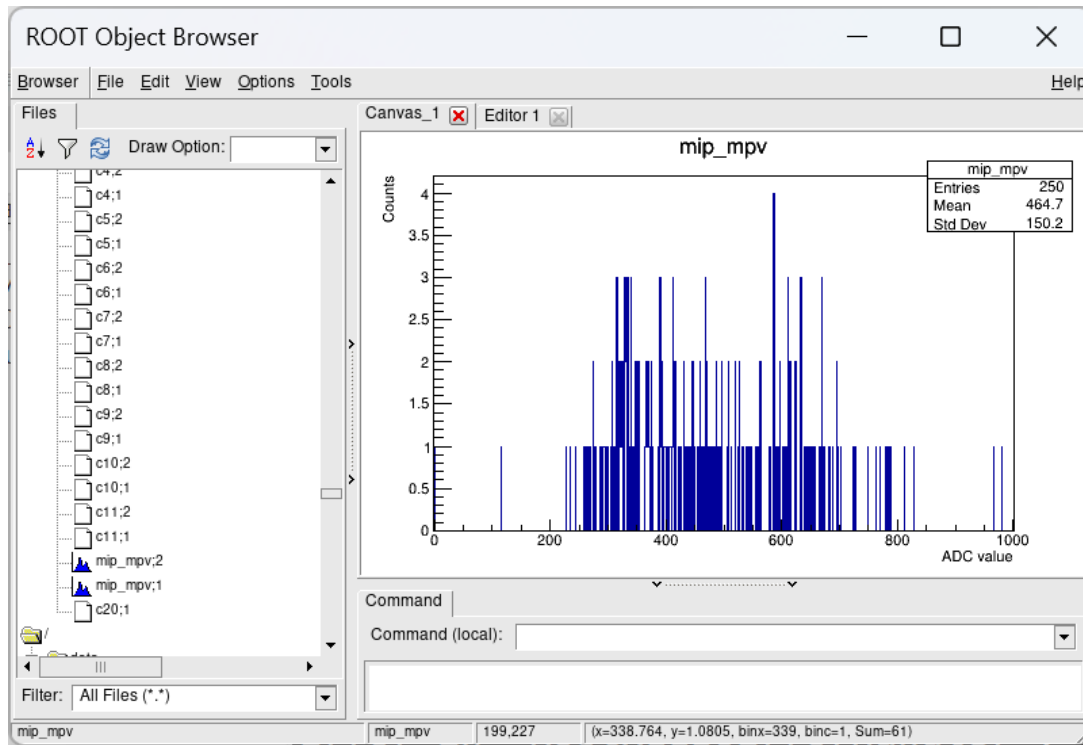 ROOT Object Browser
Browser File Edit View Options Tools Help
Files
Draw Option:
c4;2
c4;1
c5;2
c5;1
c6;2
c6;1
c7;2
c7;1
c8;2
c8;1
c9;2
c9;1
c10;2
c10;1
c11;2
c11;1
mip_mpv;2
mip_mpv;1
c20;1
/
Filter: All Files (*.*)
Canvas_1 Editor 1
mip_mpv
mip_mpv
Entries 250
Mean 464.7
Std Dev 150.2
Counts
4
3.5
3
2.5
2
1.5
1
0.5
0
0 200 400 600 800 1000
ADC value
Command
Command (local):
mip_mpv mip_mpv 199,227 (x=338.764, y=1.0805, binx=339, binc=1, Sum=61)